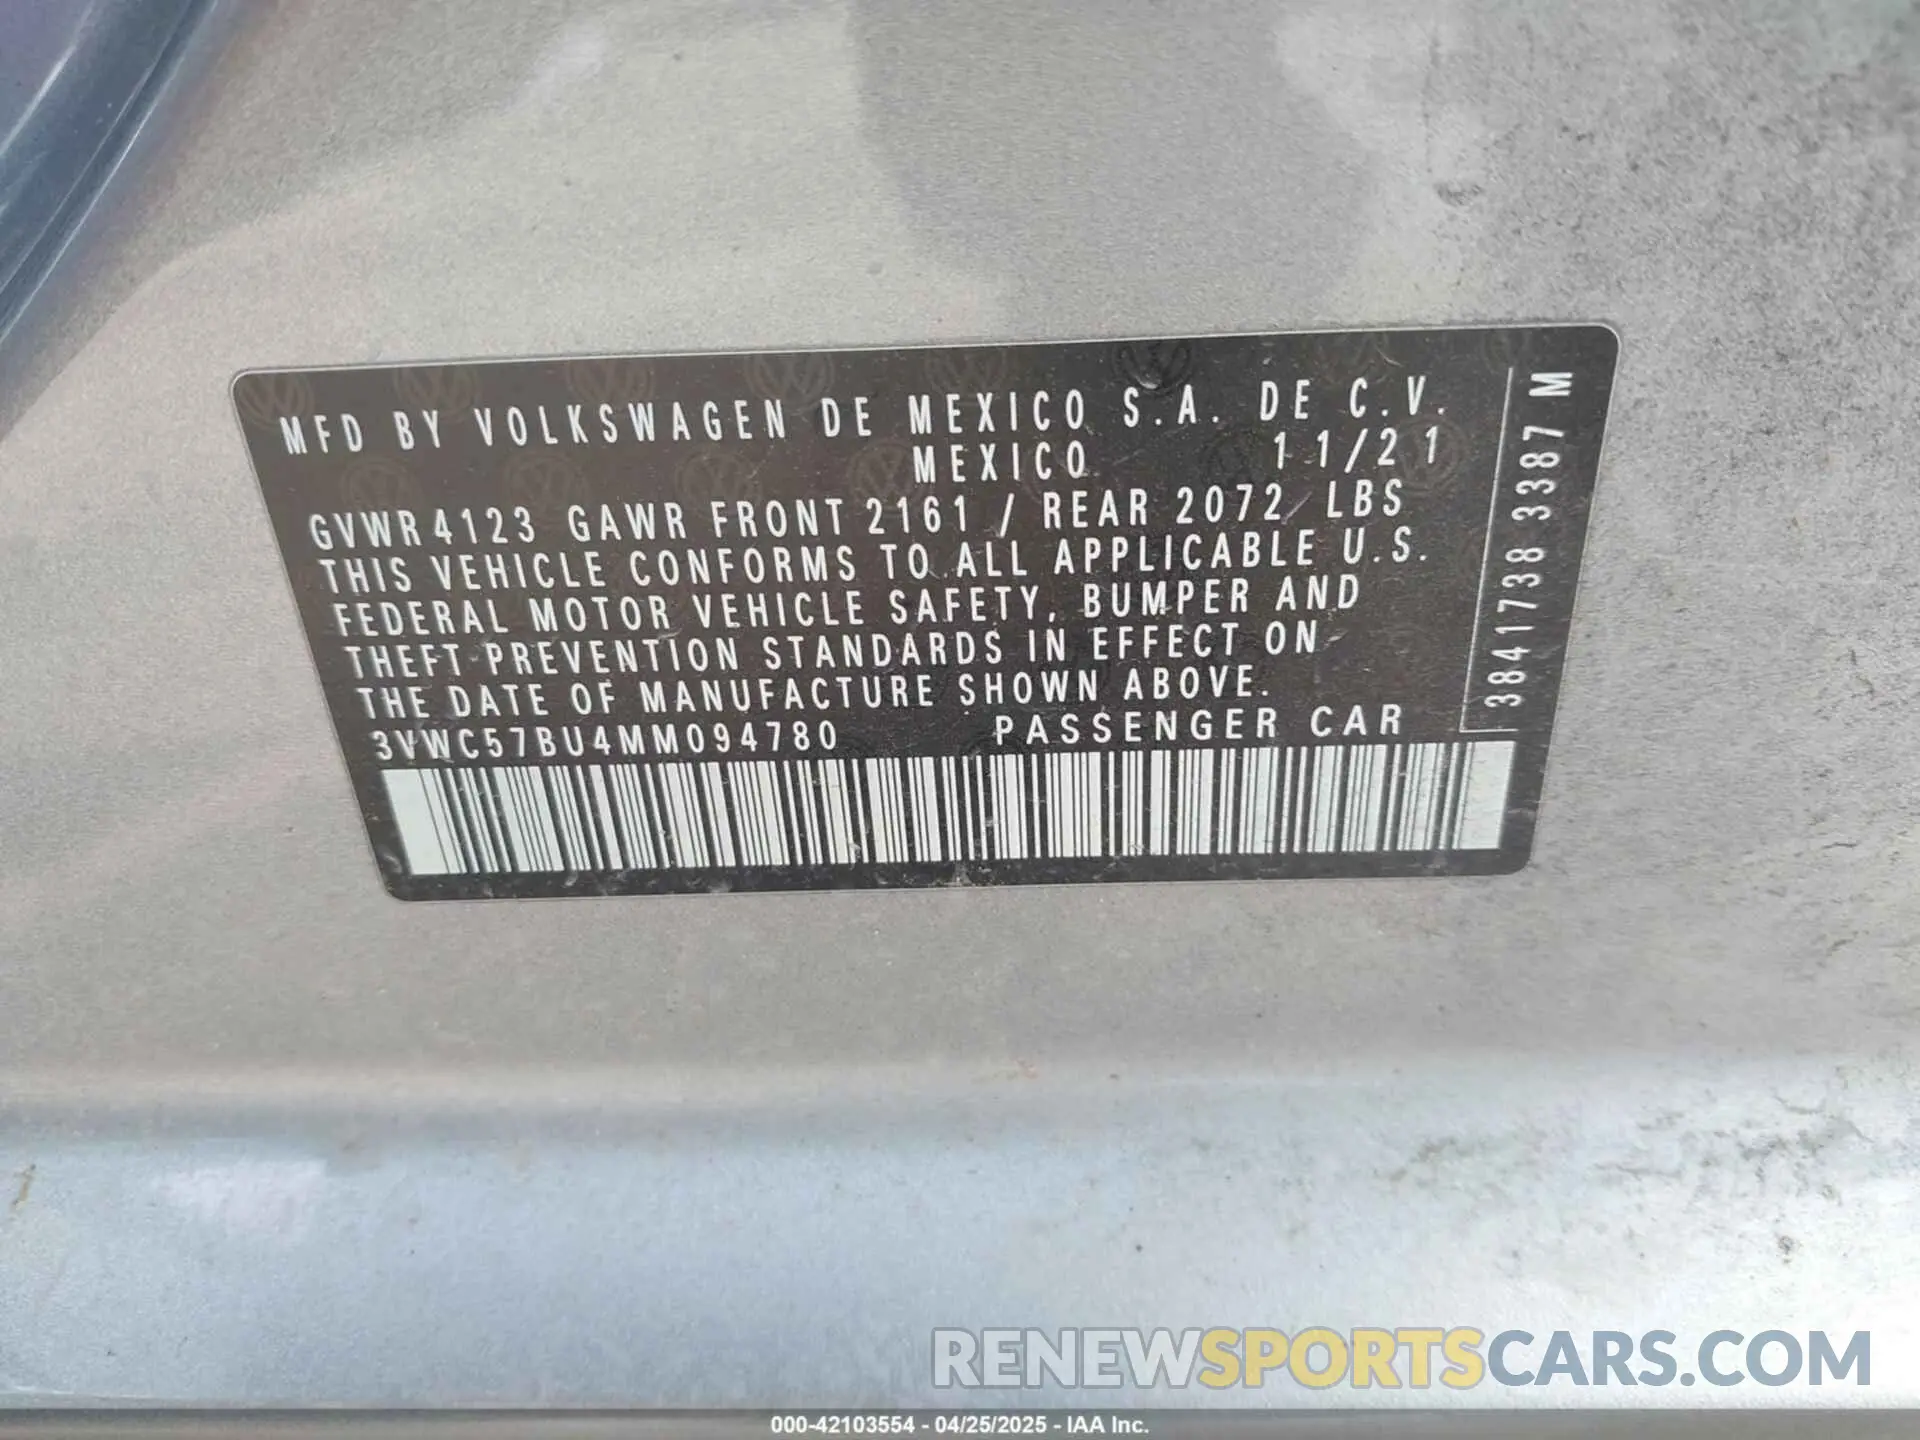 MFD BY VOLKSWAGEN DE MEXICO S.A. DE C.V.
MEXICO 11/21
GVWR 4123 GAWR FRONT 2161 / REAR 2072 LBS
THIS VEHICLE CONFORMS TO ALL APPLICABLE U.S.
FEDERAL MOTOR VEHICLE SAFETY, BUMPER AND
THEFT PREVENTION STANDARDS IN EFFECT ON
THE DATE OF MANUFACTURE SHOWN ABOVE.
3VWC57BU4MM094780 PASSENGER CAR
3841738 3387 M
RENEWSPORTSCARS.COM
000-42103554 - 04/25/2025 - IAA Inc.